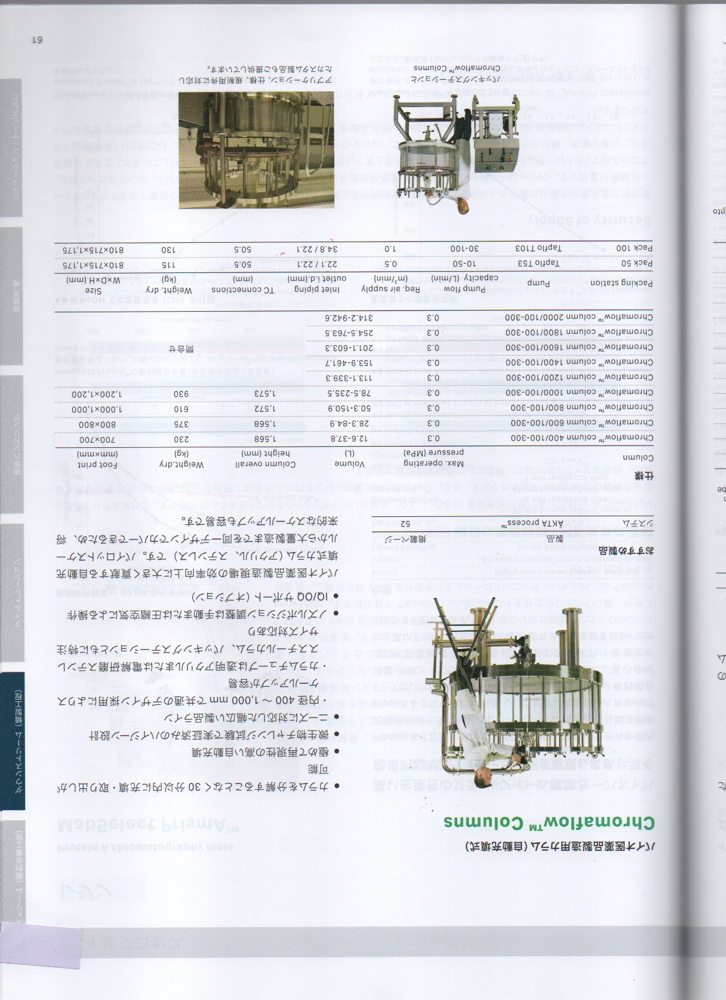 バイオ医薬品製造用カラム(自動充填式)
Chromaflow™ Columns
● カラムを分解することなく 30 分以内に充填・取り出しが
可能
● 極めて再現性の高い自動充填
● 微生物チャレンジ試験で実証済みのハイジーン設計
● ニーズに対応した幅広い製品ライン
・内径 400 ～ 1,000 mm で共通のデザイン採用によりス
ケールアップが容易
・カラムチューブは透明アクリルまたは電解研磨ステンレ
ススチールカラム、パッキングステーションともに特注
サイズ対応あり
● ノズルポジション調整は手動または圧縮空気による操作
● IQ/OQ サポート (オプション)
バイオ医薬品製造現場の効率向上に大きく貢献する自動充
填式カラム (アクリル、ステンレス) です。パイロットスケー
ルから大量製造までを同一デザインでカバーできるため、将
来的なスケールアップも容易です。
おすすめ製品
製品 掲載ページ
システム ÄKTA process™ 52
仕様
Column Max. operating pressure (MPa) Volume (L) Column overall height (mm) Weight.dry (kg) Foot print (mm×mm)
Chromaflow™ column 400/100-300 0.3 12.6-37.8 1,568 230 700×700
Chromaflow™ column 600/100-300 0.3 28.3-84.9 1,568 375 800×800
Chromaflow™ column 800/100-300 0.3 50.3-150.9 1,572 610 1,000×1,000
Chromaflow™ column 1000/100-300 0.3 78.5-235.5 1,573 930 1,200×1,200
Chromaflow™ column 1200/100-300 0.3 113.1-339.3
Chromaflow™ column 1400/100-300 0.3 153.9-461.7
Chromaflow™ column 1600/100-300 0.3 201.1-603.3 問合せ
Chromaflow™ column 1800/100-300 0.3 254.5-763.5
Chromaflow™ column 2000/100-300 0.3 314.2-942.6
Packing station Pump Pump flow capacity (L/min) Req. air supply (m³/min) Inlet piping / outlet i.d.(mm) TC connections (mm) Weight, dry (kg) Size W×D×H (mm)
Pack 50 Tapflo T53 10-50 0.5 22.1 / 22.1 50.5 115 810×715×1,175
Pack 100 Tapflo T103 30-100 1.0 34.8 / 22.1 50.5 130 810×715×1,175
パッキングステーションと
Chromaflow™ Columns
アプリケーション、仕様、規制用件に対応し
たカスタム製品もご提供しています。
ダウンストリーム (精製工程)
フィルトレーション
61